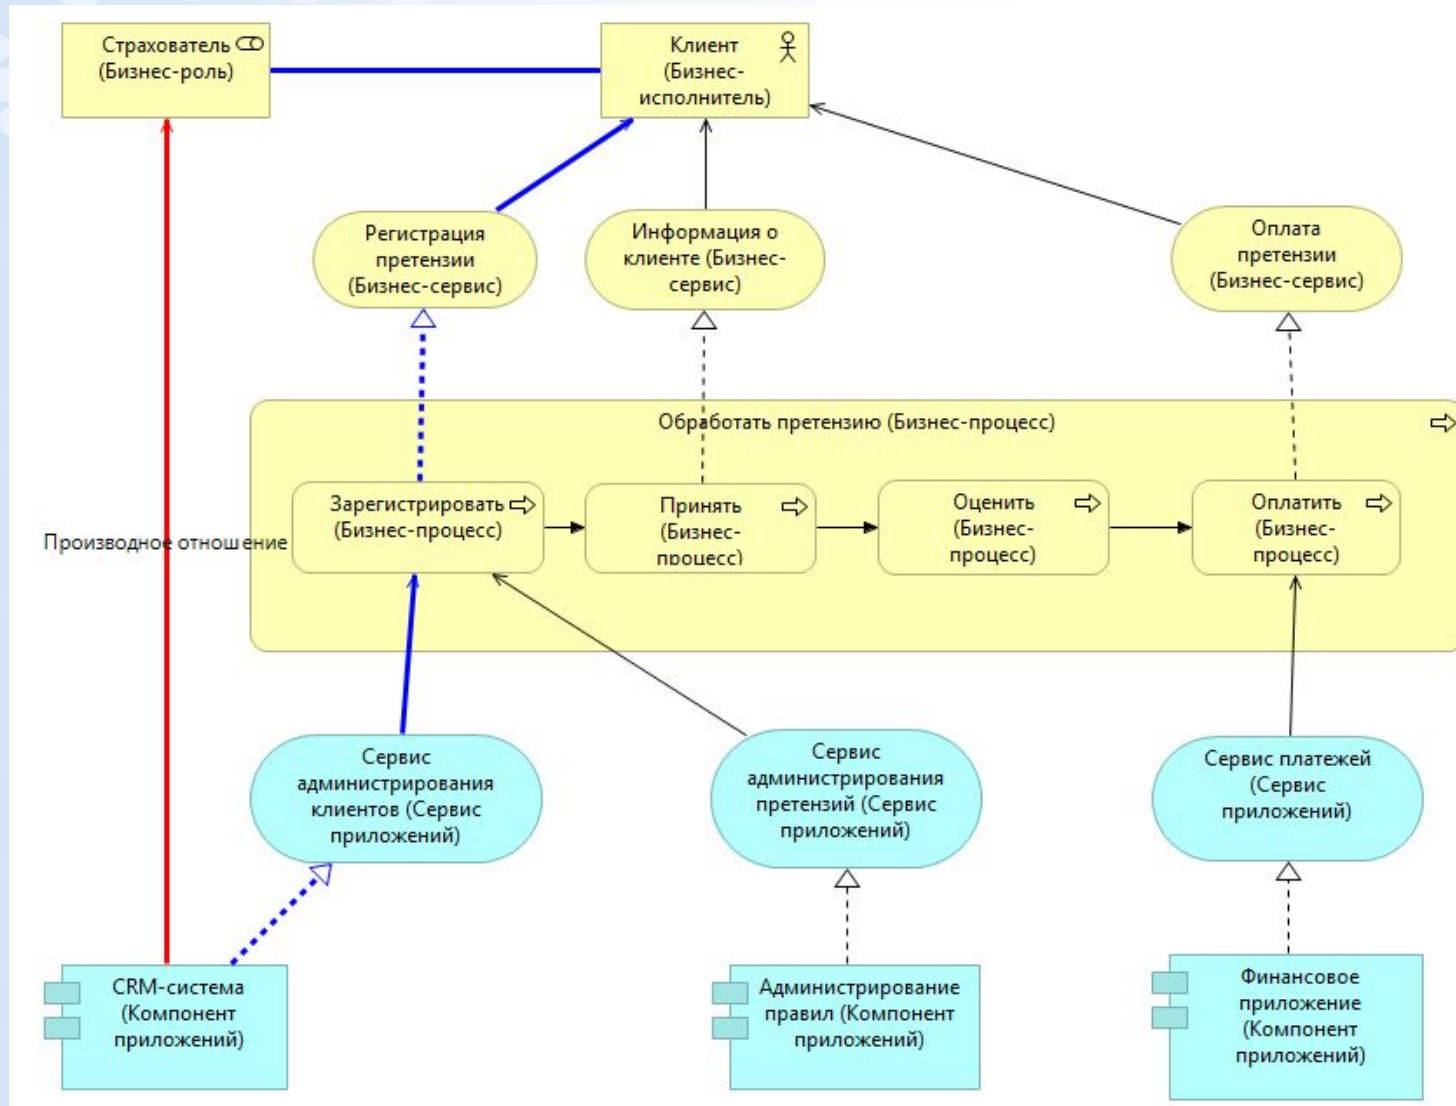 Страхователь
(Бизнес-роль)
Клиент
(Бизнес-
исполнитель)
Регистрация
претензии
(Бизнес-сервис)
Информация о
клиенте (Бизнес-
сервис)
Оплата
претензии
(Бизнес-сервис)
Обработать претензию (Бизнес-процесс)
Зарегистрировать
(Бизнес-процесс)
Принять
(Бизнес-
процесс)
Оценить
(Бизнес-
процесс)
Оплатить
(Бизнес-
процесс)
Производное отношение
Сервис
администрирования
клиентов (Сервис
приложений)
Сервис
администрирования
претензий (Сервис
приложений)
Сервис платежей
(Сервис
приложений)
CRM-система
(Компонент
приложений)
Администрирование
правил (Компонент
приложений)
Финансовое
приложение
(Компонент
приложений)